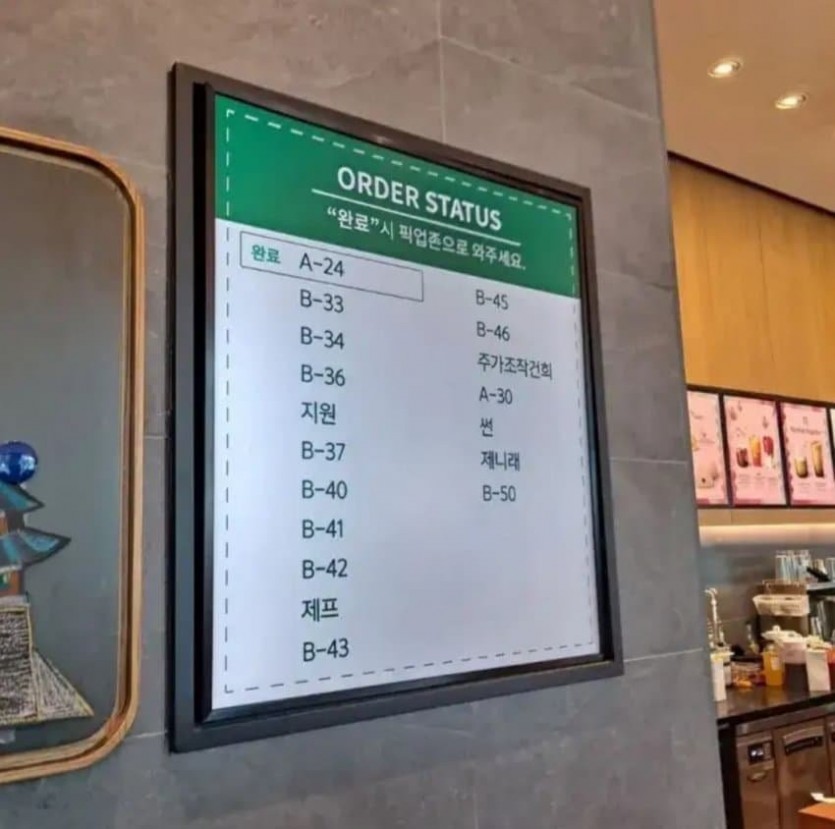 ORDER STATUS
“완료”시 픽업존으로 와주세요.
완료 A-24
B-33
B-34
B-36
지원
B-37
B-40
B-41
B-42
제프
B-43
B-45
B-46
주가조작건희
A-30
썬
제니래
B-50